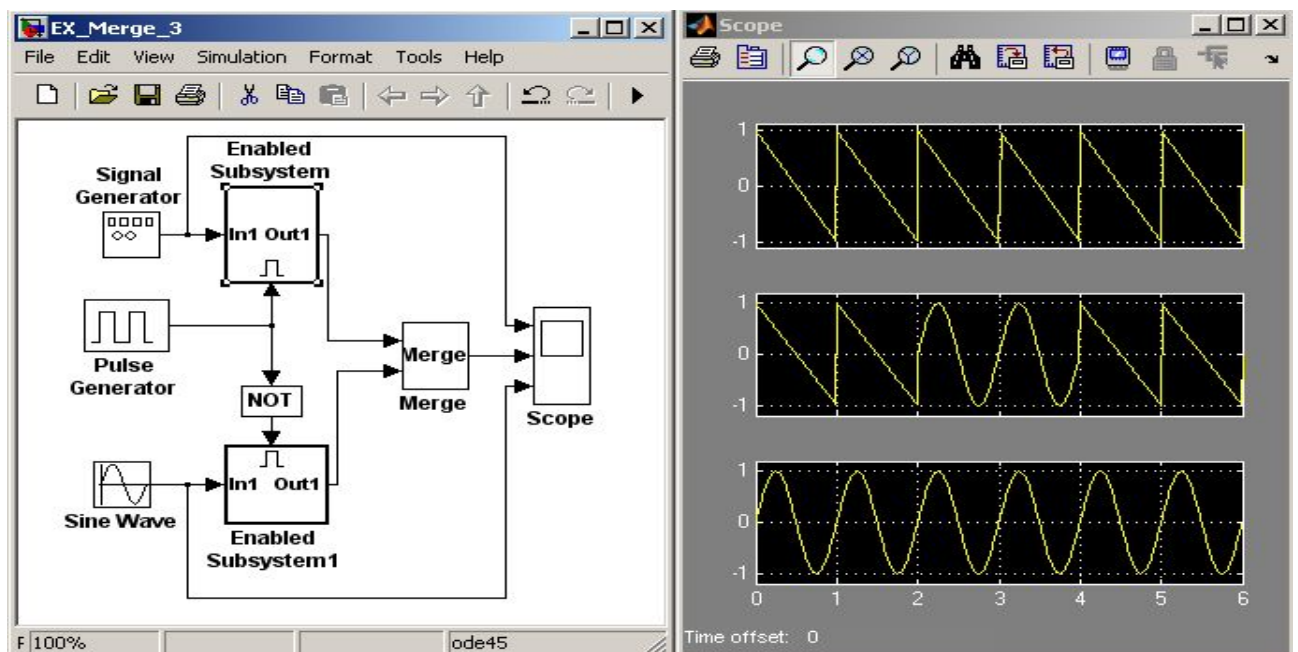 EX_Merge_3
File Edit View Simulation Format Tools Help
Enabled
Subsystem
Signal
Generator
In1 Out1
Pulse
Generator
NOT
Merge
Merge
Scope
In1 Out1
Sine Wave
Enabled
Subsystem1
F 100%
ode45
Scope
1
0
-1
1
0
-1
1
0
-1
0 1 2 3 4 5 6
Time offset: 0